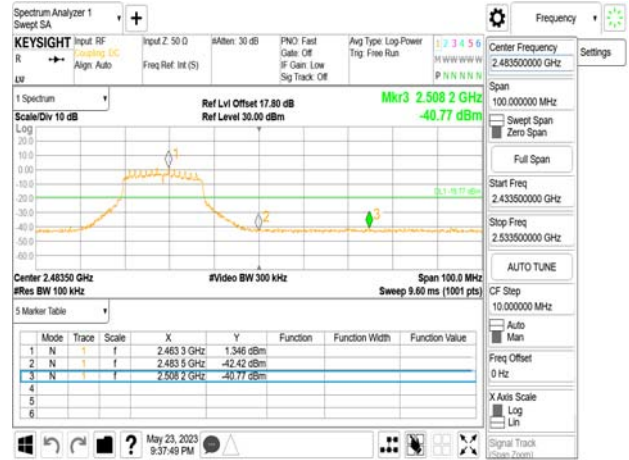 Spectrum Analyzer 1
Swept SA
+
Frequency
KEYSIGHT
R
Input: RF
Coupling: DC
Align: Auto
Input Z: 50 Ω
Freq Ref: Int (S)
#Atten: 30 dB
PNO: Fast
Gate: Off
IF Gain: Low
Sig Track: Off
Avg Type: Log-Power
Trig: Free Run
1 2 3 4 5 6
M W W W W W
P N N N N N
LU
1 Spectrum
Scale/Div 10 dB
Ref Lvl Offset 17.80 dB
Ref Level 30.00 dBm
Mkr3 2.508 2 GHz
-40.77 dBm
Log
20.0
10.0
0.00
-10.0
-20.0
-30.0
-40.0
-50.0
-60.0
1
2
3
Center 2.48350 GHz
#Res BW 100 kHz
#Video BW 300 kHz
Span 100.0 MHz
Sweep 9.60 ms (1001 pts)
5 Marker Table
Mode Trace Scale X Y Function Function Width Function Value
1 N 1 f 2.463 3 GHz 1.346 dBm
2 N 1 f 2.483 5 GHz -42.42 dBm
3 N 1 f 2.508 2 GHz -40.77 dBm
4
5
6
?
May 23, 2023
9:37:49 PM
Center Frequency
2.483500000 GHz
Settings
Span
100.000000 MHz
Swept Span
Zero Span
Full Span
Start Freq
2.433500000 GHz
Stop Freq
2.533500000 GHz
AUTO TUNE
CF Step
10.000000 MHz
Auto
Man
Freq Offset
0 Hz
X Axis Scale
Log
Lin
Signal Track
(Span Zoom)